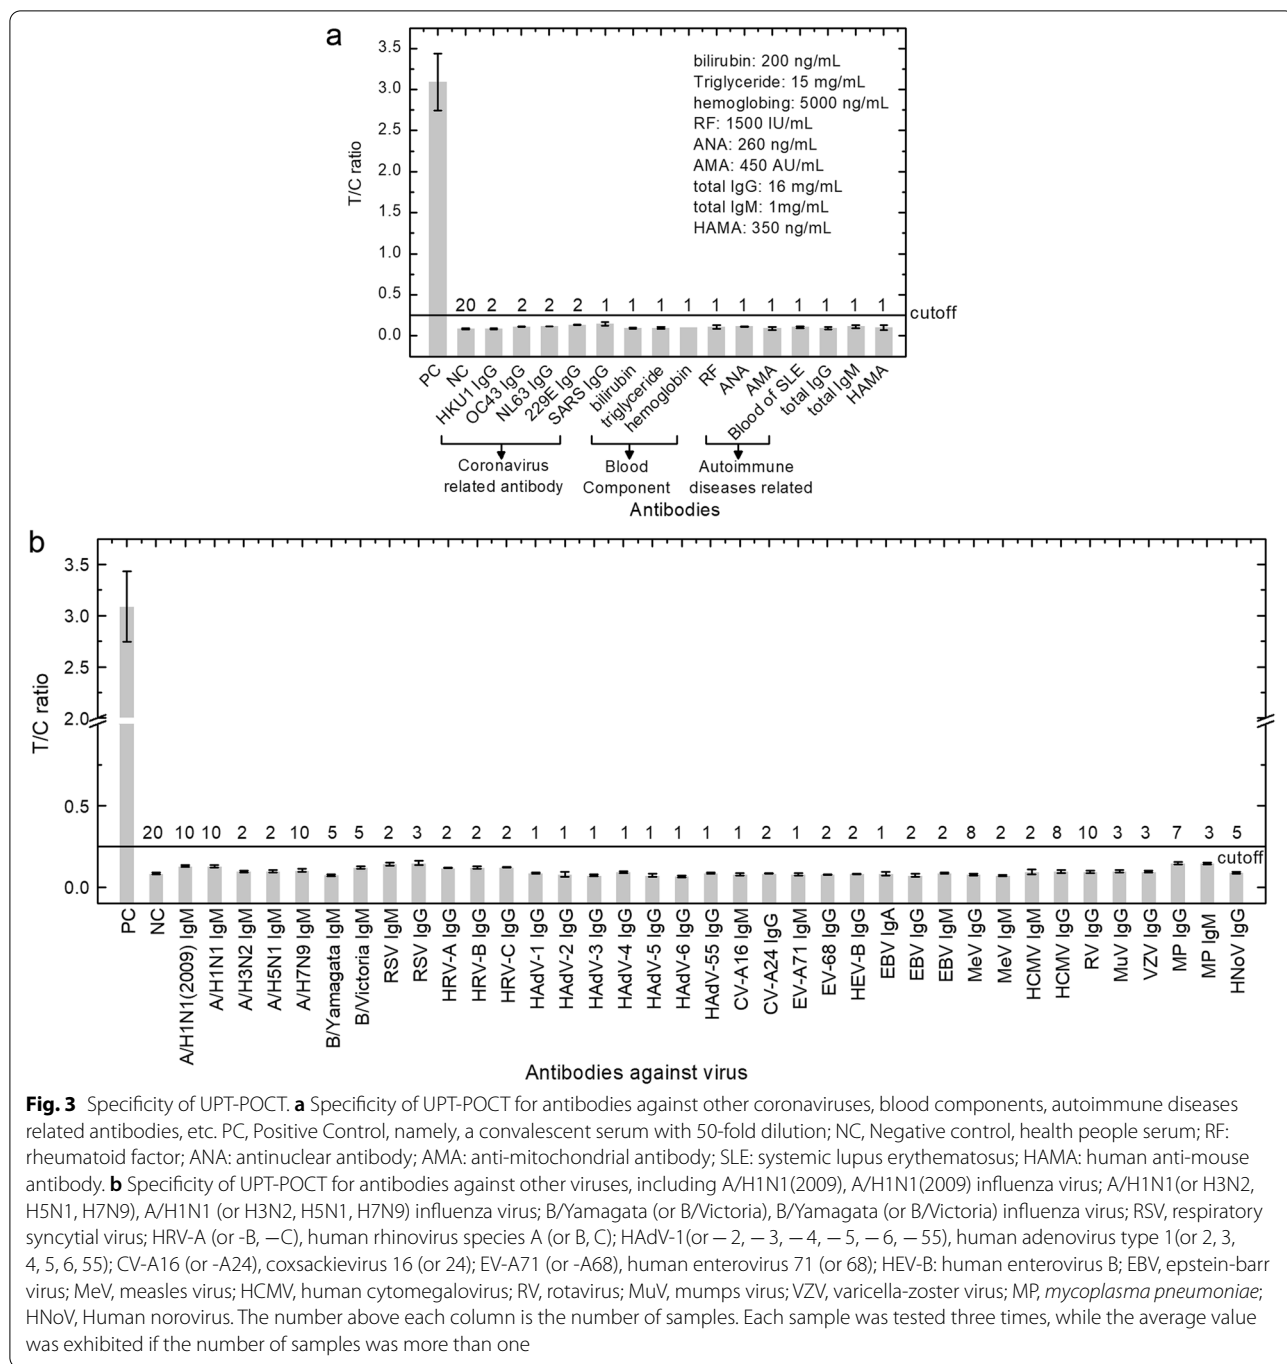 a
3.5
3.0
2.5
2.0
1.5
1.0
0.5
0.0
T/C ratio
bilirubin: 200 ng/mL
Triglyceride: 15 mg/mL
hemoglobing: 5000 ng/mL
RF: 1500 IU/mL
ANA: 260 ng/mL
AMA: 450 AU/mL
total IgG: 16 mg/mL
total IgM: 1mg/mL
HAMA: 350 ng/mL
20 2 2 2 2 1 1 1 1 1 1 1 1 1 1 1
cutoff
PC
NC
HKU1 IgG
OC43 IgG
NL63 IgG
229E IgG
SARS IgG
bilirubin
triglyceride
hemoglobin
RF
ANA
AMA
Blood of SLE
total IgG
total IgM
HAMA
Coronavirus
related antibody
Blood
Component
Autoimmune
diseases related
Antibodies
b
3.5
3.0
2.5
2.0
0.5
0.0
T/C ratio
20 10 10 2 2 10 5 5 2 3 2 2 2 1 1 1 1 1 1 1 1 2 1 2 2 1 2 2 8 2 2 8 10 3 3 7 3 5
cutoff
PC
NC
A/H1N1(2009) IgM
A/H1N1 IgM
A/H3N2 IgM
A/H5N1 IgM
A/H7N9 IgM
B/Yamagata IgM
B/Victoria IgM
RSV IgM
RSV IgG
HRV-A IgG
HRV-B IgG
HRV-C IgG
HAdV-1 IgG
HAdV-2 IgG
HAdV-3 IgG
HAdV-4 IgG
HAdV-5 IgG
HAdV-6 IgG
HAdV-55 IgG
CV-A16 IgM
CV-A24 IgG
EV-A71 IgM
EV-68 IgG
HEV-B IgG
EBV IgA
EBV IgG
EBV IgM
MeV IgG
MeV IgM
HCMV IgM
HCMV IgG
RV IgG
MuV IgG
VZV IgG
MP IgG
MP IgM
HNoV IgG
Antibodies against virus
Fig. 3 Specificity of UPT-POCT. a Specificity of UPT-POCT for antibodies against other coronaviruses, blood components, autoimmune diseases
related antibodies, etc. PC, Positive Control, namely, a convalescent serum with 50-fold dilution; NC, Negative control, health people serum; RF:
rheumatoid factor; ANA: antinuclear antibody; AMA: anti-mitochondrial antibody; SLE: systemic lupus erythematosus; HAMA: human anti-mouse
antibody. b Specificity of UPT-POCT for antibodies against other viruses, including A/H1N1(2009), A/H1N1(2009) influenza virus; A/H1N1(or H3N2,
H5N1, H7N9), A/H1N1 (or H3N2, H5N1, H7N9) influenza virus; B/Yamagata (or B/Victoria), B/Yamagata (or B/Victoria) influenza virus; RSV, respiratory
syncytial virus; HRV-A (or -B, −C), human rhinovirus species A (or B, C); HAdV-1(or − 2, − 3, − 4, − 5, − 6, − 55), human adenovirus type 1(or 2, 3,
4, 5, 6, 55); CV-A16 (or -A24), coxsackievirus 16 (or 24); EV-A71 (or -A68), human enterovirus 71 (or 68); HEV-B: human enterovirus B; EBV, epstein-barr
virus; MeV, measles virus; HCMV, human cytomegalovirus; RV, rotavirus; MuV, mumps virus; VZV, varicella-zoster virus; MP, mycoplasma pneumoniae;
HNoV, Human norovirus. The number above each column is the number of samples. Each sample was tested three times, while the average value
was exhibited if the number of samples was more than one